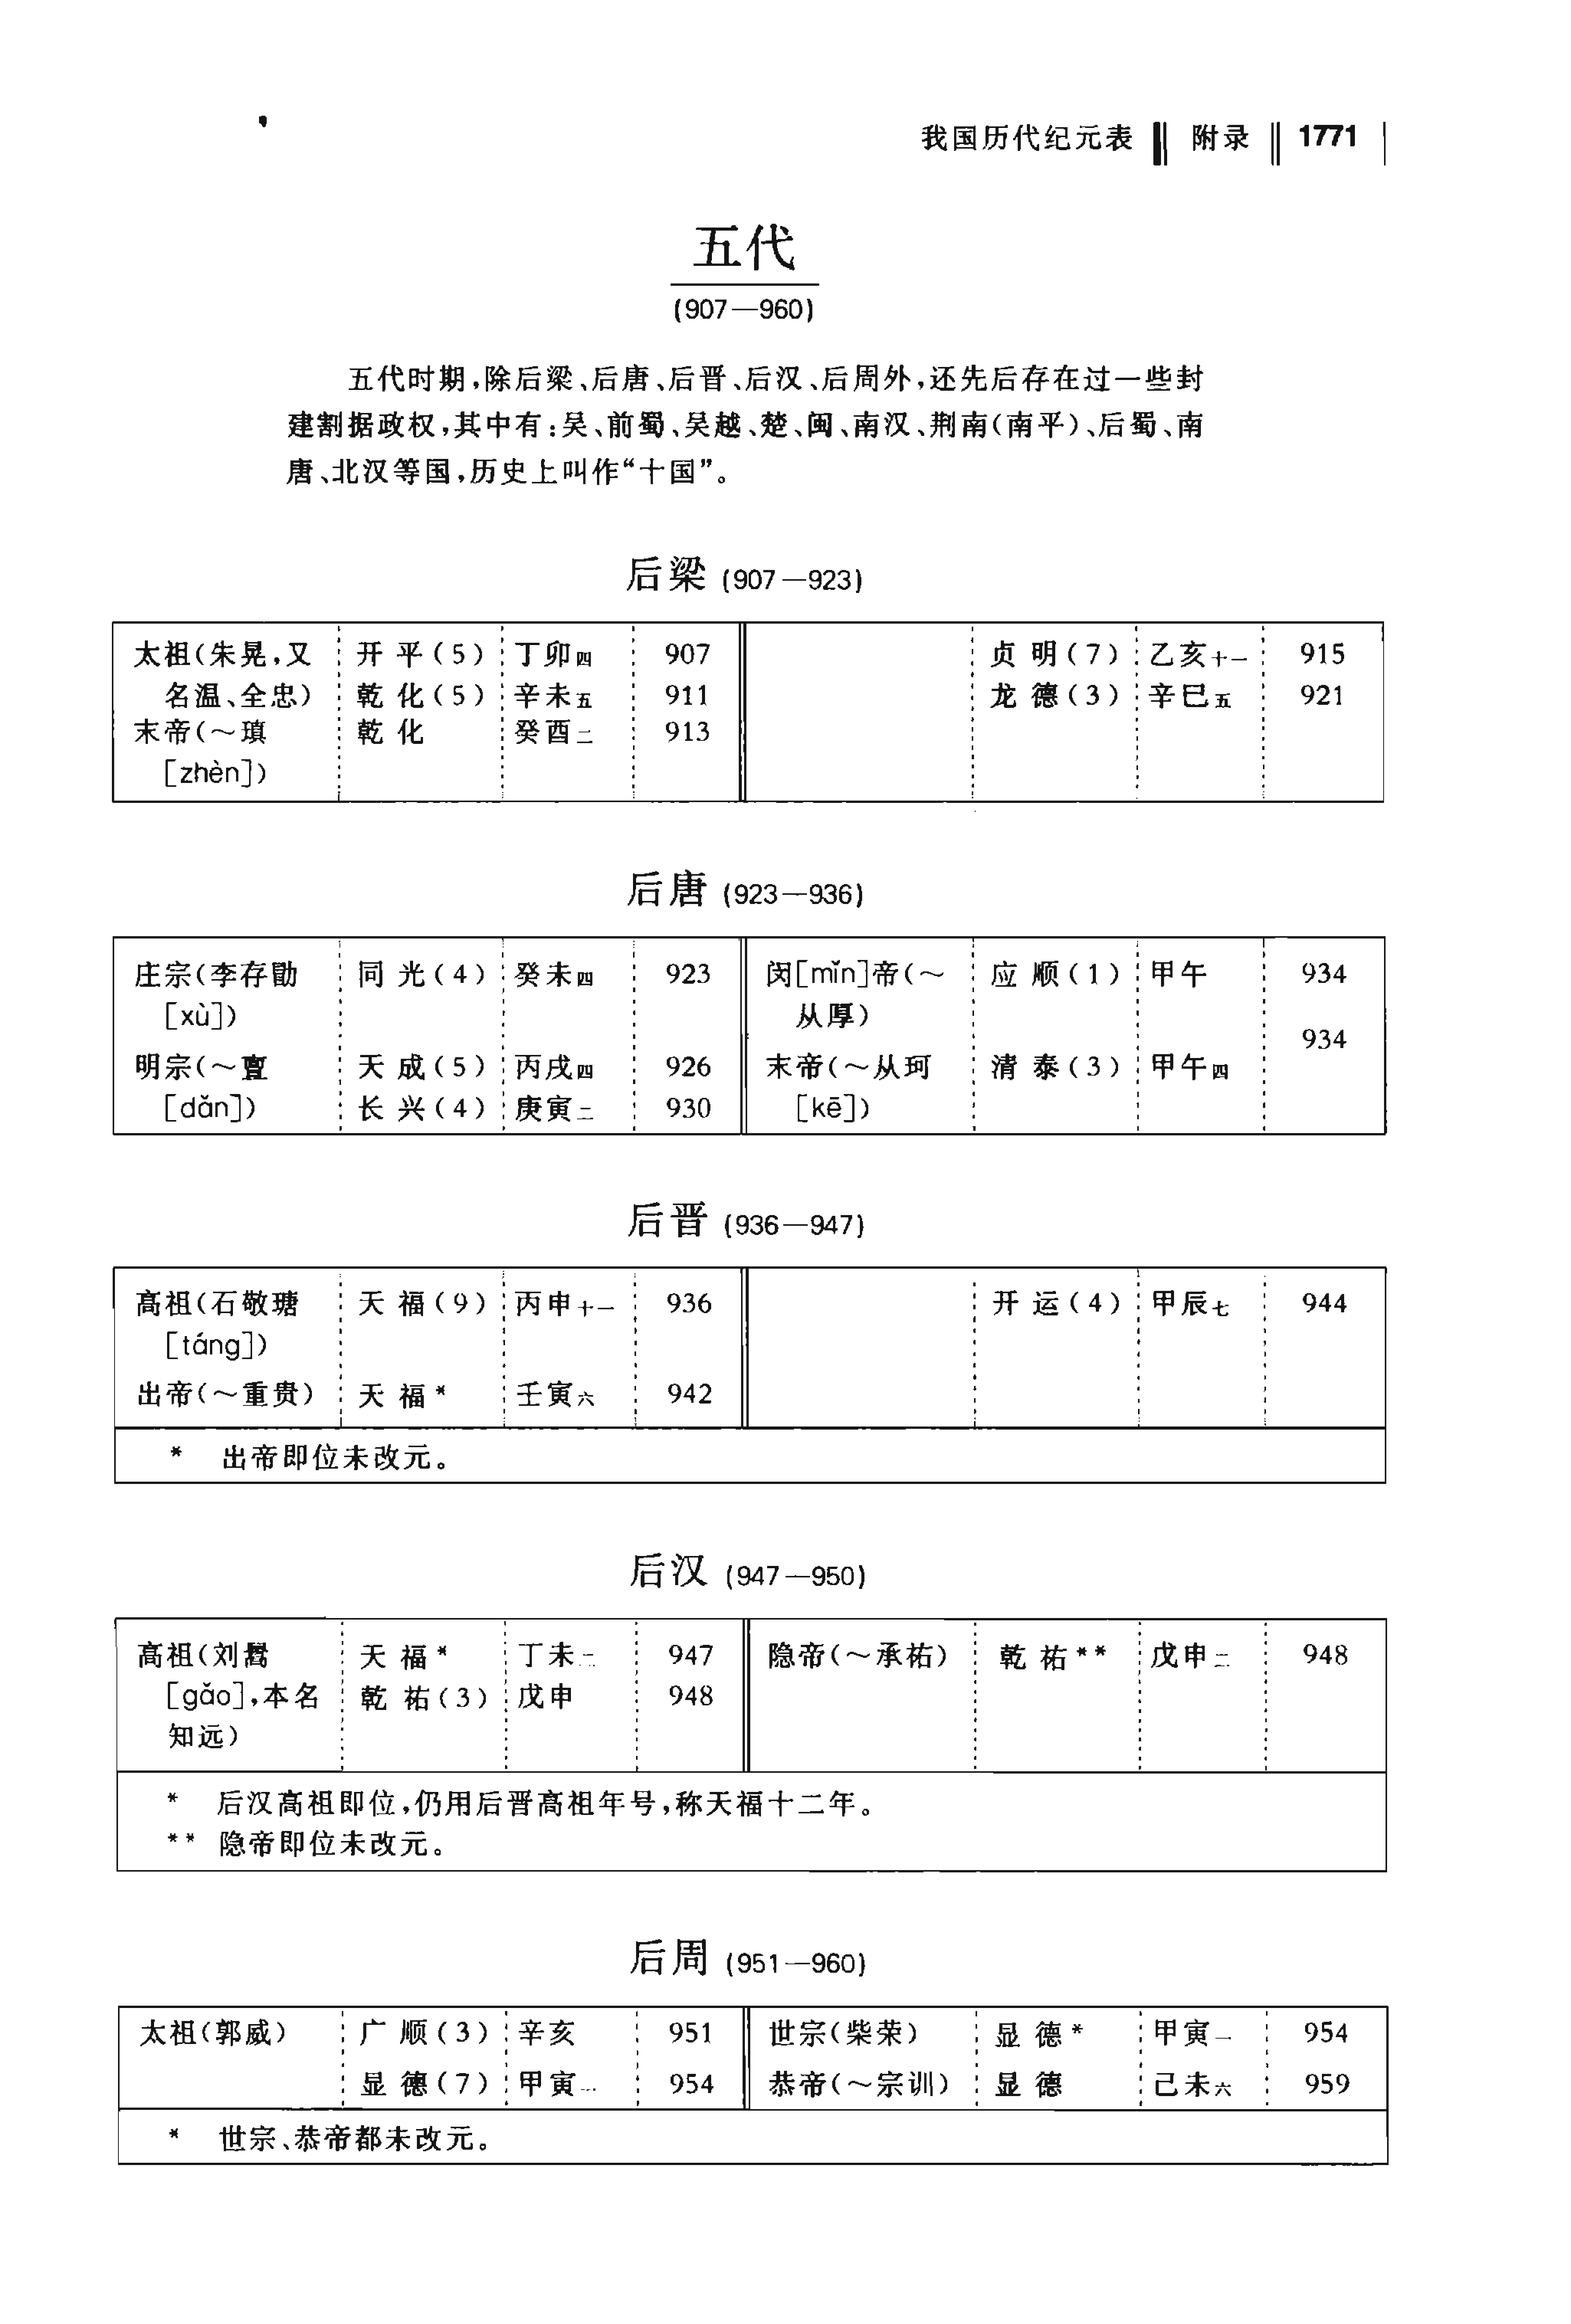 我国历代纪元表 附录 1771
五代
(907—960)
五代时期,除后梁、后唐、后晋、后汉、后周外,还先后存在过一些封
建割据政权,其中有:吴、前蜀、吴越、楚、闽、南汉、荆南(南平)、后蜀、南
唐、北汉等国,历史上叫作“十国”。
后梁 (907—923)
太祖(朱晃,又 开平(5) 丁卯四 907 贞明(7) 乙亥十一 915
名温、全忠) 乾化(5) 辛未五 911 龙德(3) 辛巳五 921
末帝(～瑱 乾化 癸酉二 913
[zhèn])
后唐 (923—936)
庄宗(李存勖 同光(4) 癸未四 923 闵[mǐn]帝(～ 应顺(1) 甲午 934
[xù]) 从厚)
934
明宗(～亶 天成(5) 丙戌四 926 末帝(～从珂 清泰(3) 甲午四
[dǎn]) 长兴(4) 庚寅二 930 [kē])
后晋 (936—947)
高祖(石敬瑭 天福(9) 丙申十一 936 开运(4) 甲辰七 944
[táng])
出帝(～重贵) 天福* 壬寅六 942
* 出帝即位未改元。
后汉 (947—950)
高祖(刘暠 天福* 丁未二 947 隐帝(～承祐) 乾祐** 戊申二 948
[gǎo],本名 乾祐(3) 戊申 948
知远)
* 后汉高祖即位,仍用后晋高祖年号,称天福十二年。
** 隐帝即位未改元。
后周 (951—960)
太祖(郭威) 广顺(3) 辛亥 951 世宗(柴荣) 显德* 甲寅一 954
显德(7) 甲寅 954 恭帝(～宗训) 显德 己未六 959
* 世宗、恭帝都未改元。